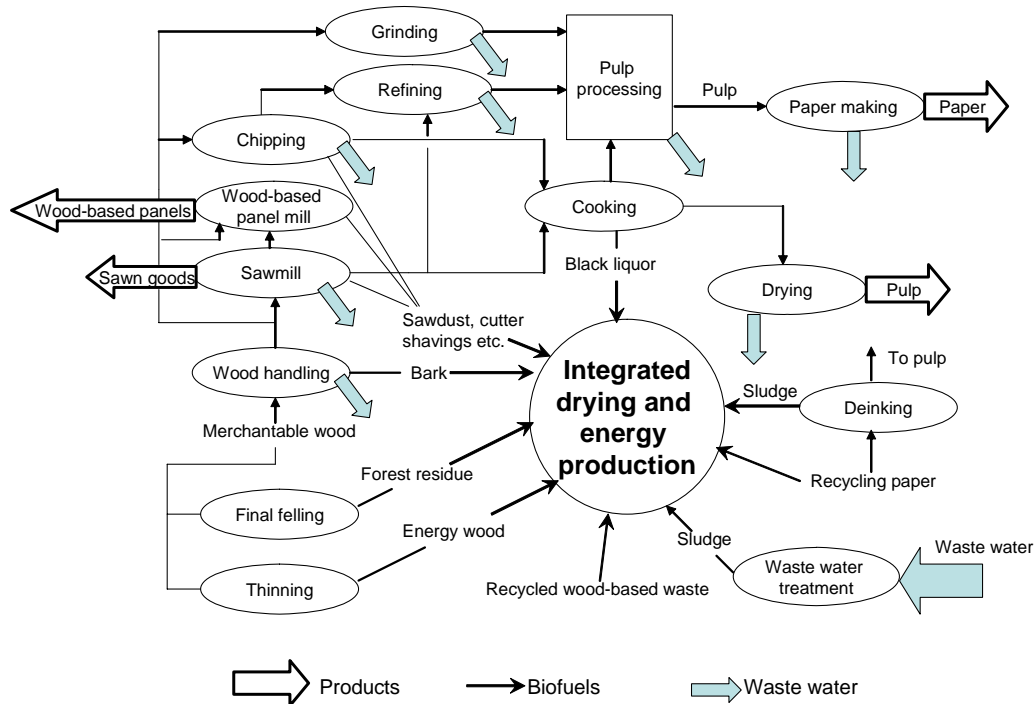 Grinding
Refining
Pulp
processing
Pulp
Paper making
Paper
Chipping
Wood-based panels
Wood-based
panel mill
Cooking
Sawn goods
Sawmill
Black liquor
Drying
Pulp
Sawdust, cutter
shavings etc.
Wood handling
Bark
Integrated
drying and
energy
production
To pulp
Sludge
Deinking
Merchantable wood
Forest residue
Recycling paper
Final felling
Energy wood
Sludge
Waste water
Thinning
Recycled wood-based waste
Waste water
treatment
Products
Biofuels
Waste water